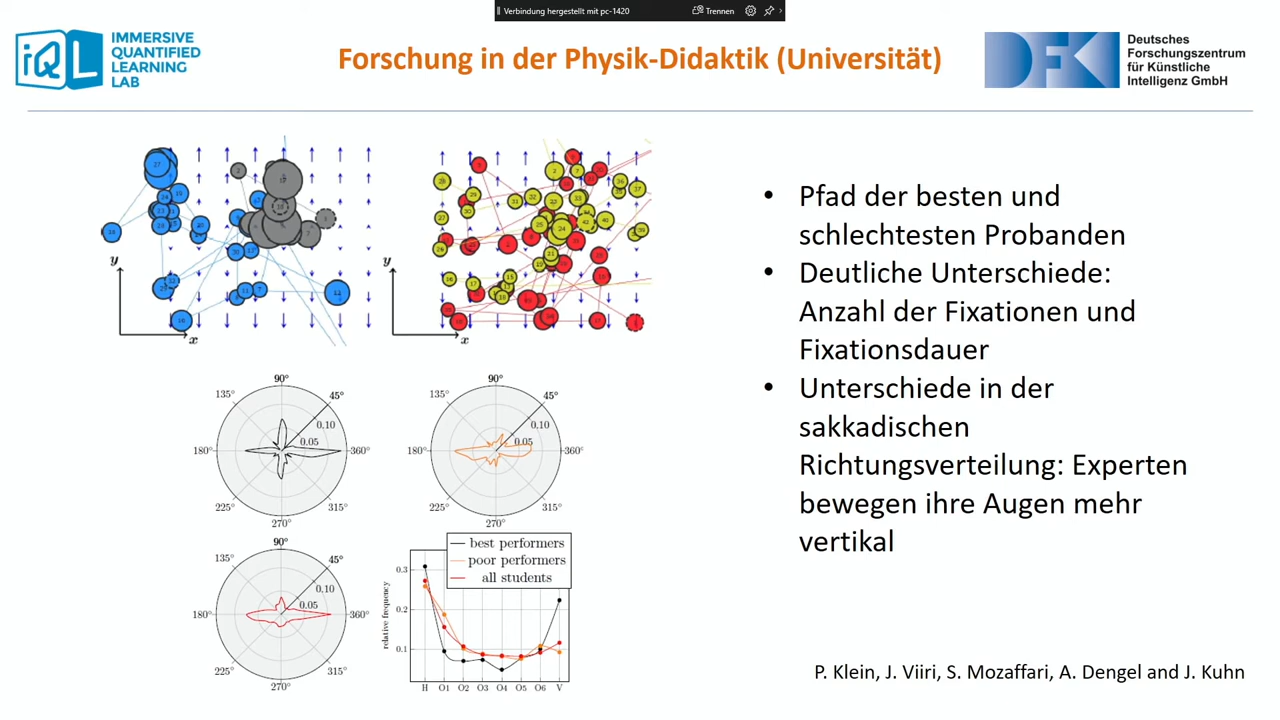 Verbindung hergestellt mit pc-1420
Trennen
IMMERSIVE
QUANTIFIED
LEARNING
LAB
iQL
Forschung in der Physik-Didaktik (Universität)
DFK
Deutsches
Forschungszentrum
für Künstliche
Intelligenz GmbH
y
x
y
x
• Pfad der besten und
schlechtesten Probanden
• Deutliche Unterschiede:
Anzahl der Fixationen und
Fixationsdauer
• Unterschiede in der
sakkadischen
Richtungsverteilung: Experten
bewegen ihre Augen mehr
vertikal
90°
135° 45°
0.10
0.05
180° 360°
225° 315°
270°
90°
135° 45°
0.10
0.05
180° 360°
225° 315°
270°
90°
135° 45°
0.10
0.05
180° 360°
225° 315°
270°
best performers
poor performers
all students
relative frequency
0.3
0.2
0.1
H O1 O2 O3 O4 O5 O6 V
P. Klein, J. Viiri, S. Mozaffari, A. Dengel and J. Kuhn